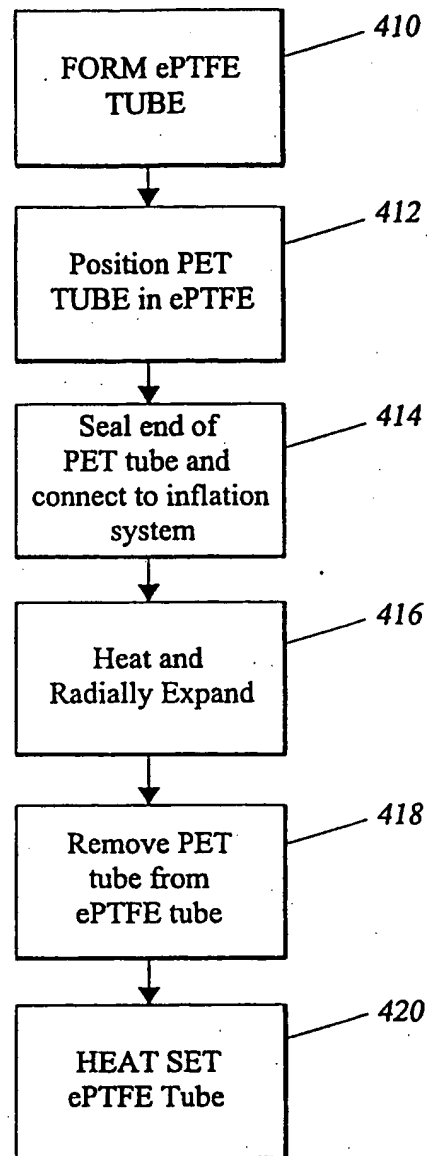 410
FORM ePTFE
TUBE
412
Position PET
TUBE in ePTFE
414
Seal end of
PET tube and
connect to inflation
system
416
Heat and
Radially Expand
418
Remove PET
tube from
ePTFE tube
420
HEAT SET
ePTFE Tube